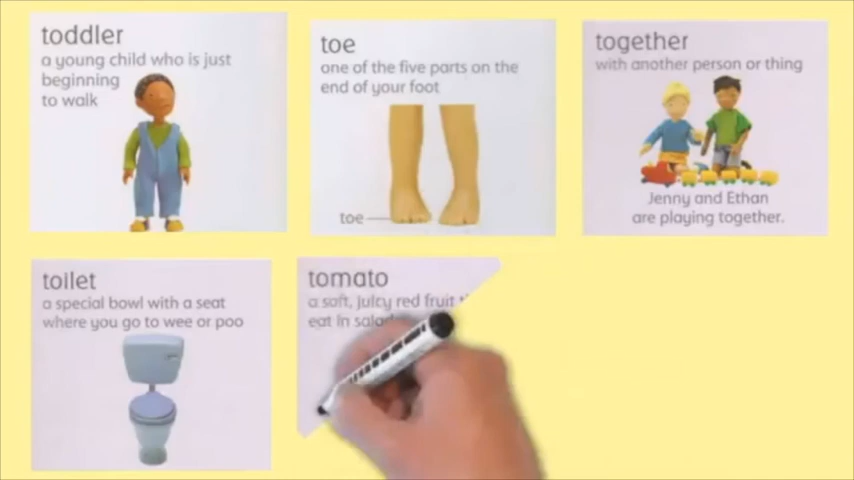 toddler
a young child who is just
beginning
to walk
toe
one of the five parts on the
end of your foot
toe
together
with another person or thing
Jenny and Ethan
are playing together.
toilet
a special bowl with a seat
where you go to wee or poo
tomato
a soft, juicy red fruit
eat in